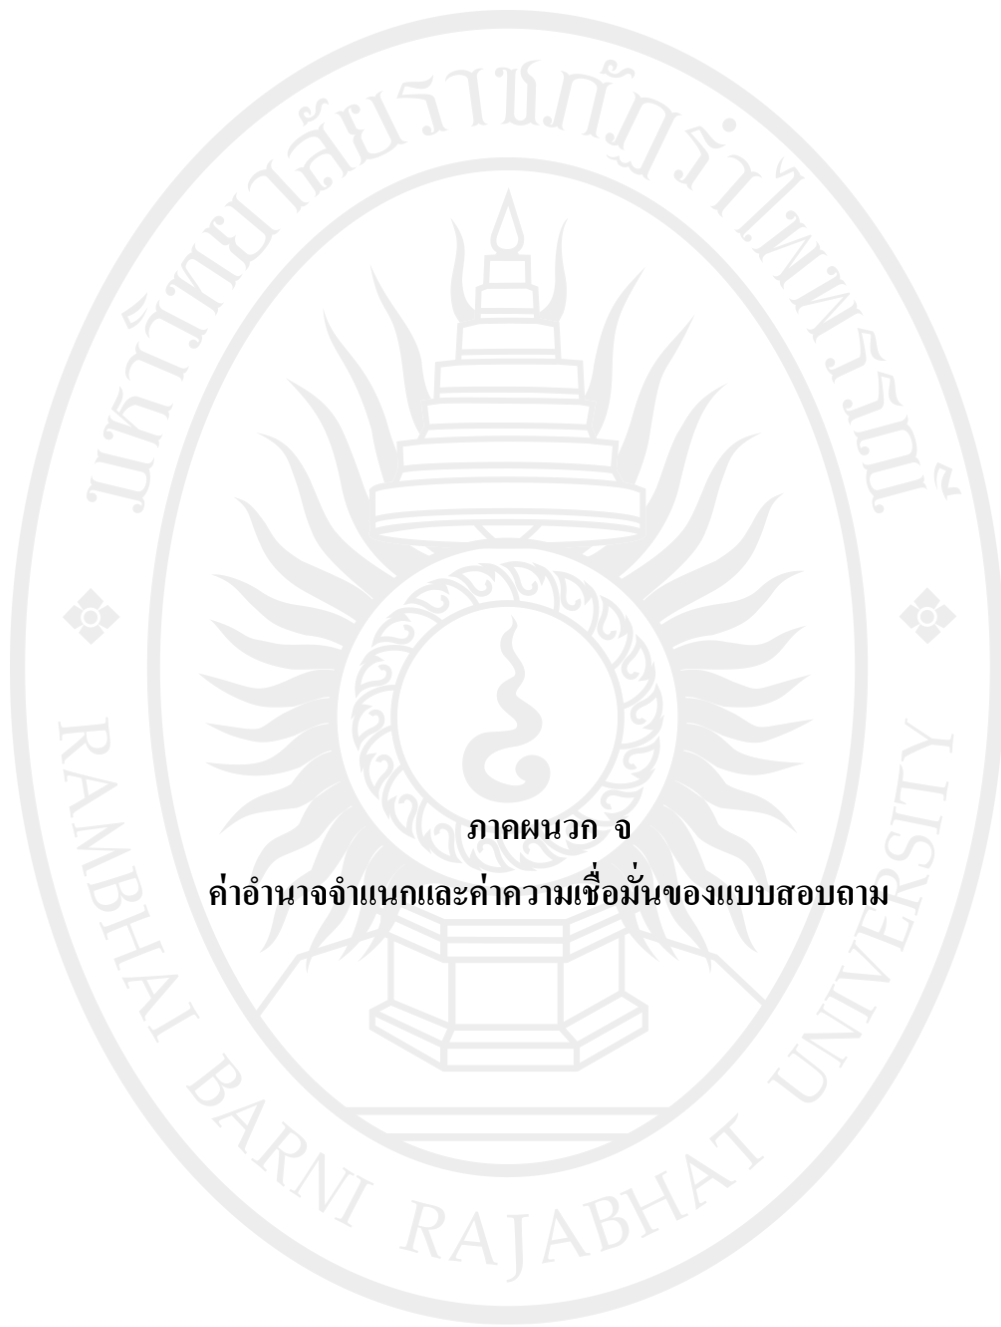 มหาวิทยาลัยราชภัฏรำไพพรรณี
ภาคผนวก จ
ค่าอำนาจจำแนกและค่าความเชื่อมั่นของแบบสอบถาม
RAMBHAI BARNI RAJABHAT UNIVERSITY